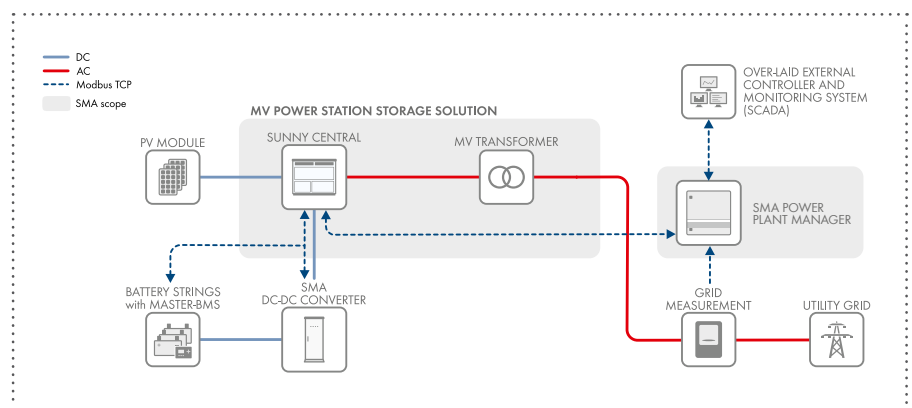 DC
AC
Modbus TCP
SMA scope
MV POWER STATION STORAGE SOLUTION
SUNNY CENTRAL
PV MODULE
MV TRANSFORMER
OVER-LAID EXTERNAL
CONTROLLER AND
MONITORING SYSTEM
(SCADA)
SMA POWER
PLANT MANAGER
BATTERY STRINGS
with MASTER-BMS
SMA
DC-DC CONVERTER
GRID
MEASUREMENT
UTILITY GRID